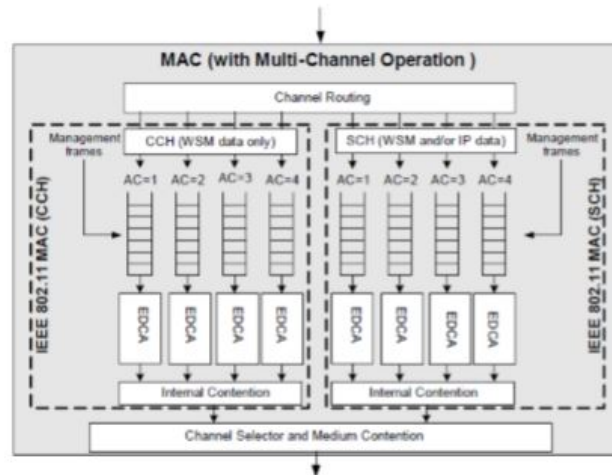 MAC (with Multi-Channel Operation )
Channel Routing
Management
frames
CCH (WSM data only)
SCH (WSM and/or IP data)
Management
frames
AC=1 AC=2 AC=3 AC=4
AC=1 AC=2 AC=3 AC=4
IEEE 802.11 MAC (CCH)
IEEE 802.11 MAC (SCH)
EDCA EDCA EDCA EDCA
EDCA EDCA EDCA EDCA
Internal Contention
Internal Contention
Channel Selector and Medium Contention